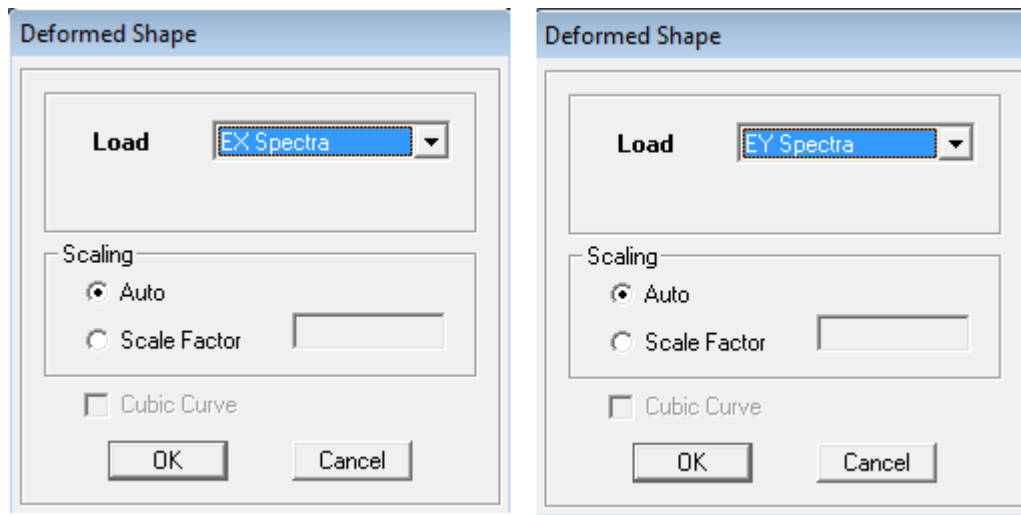 Deformed Shape
Load EX Spectra
Scaling
Auto
Scale Factor
Cubic Curve
OK Cancel
Deformed Shape
Load EY Spectra
Scaling
Auto
Scale Factor
Cubic Curve
OK Cancel